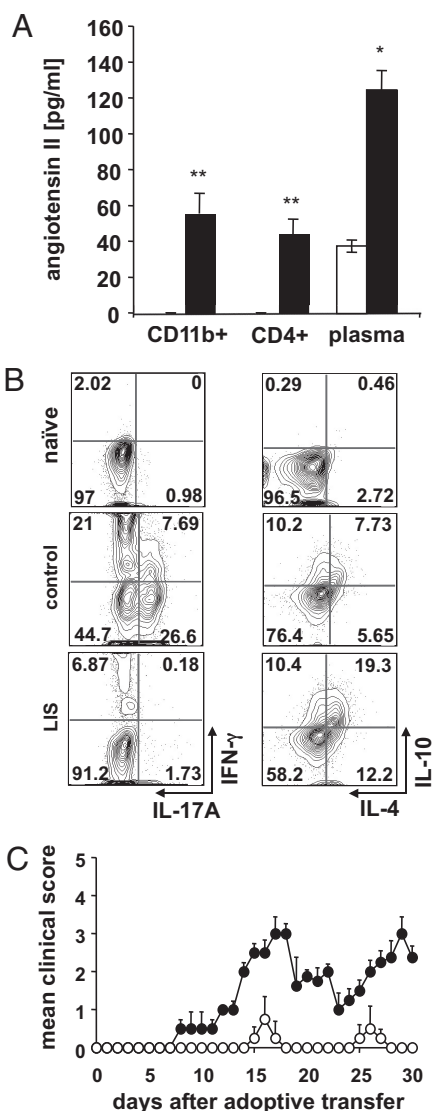 A
angiotensin II [pg/ml]
160
140
120
100
80
60
40
20
0
**
**
*
CD11b+ CD4+ plasma
B
naïve
2.02 0
97 0.98
0.29 0.46
96.5 2.72
control
21 7.69
44.7 26.6
10.2 7.73
76.4 5.65
LIS
6.87 0.18
91.2 1.73
10.4 19.3
58.2 12.2
IL-17A
IFN-γ
IL-4
IL-10
C
mean clinical score
5
4
3
2
1
0
0 5 10 15 20 25 30
days after adoptive transfer